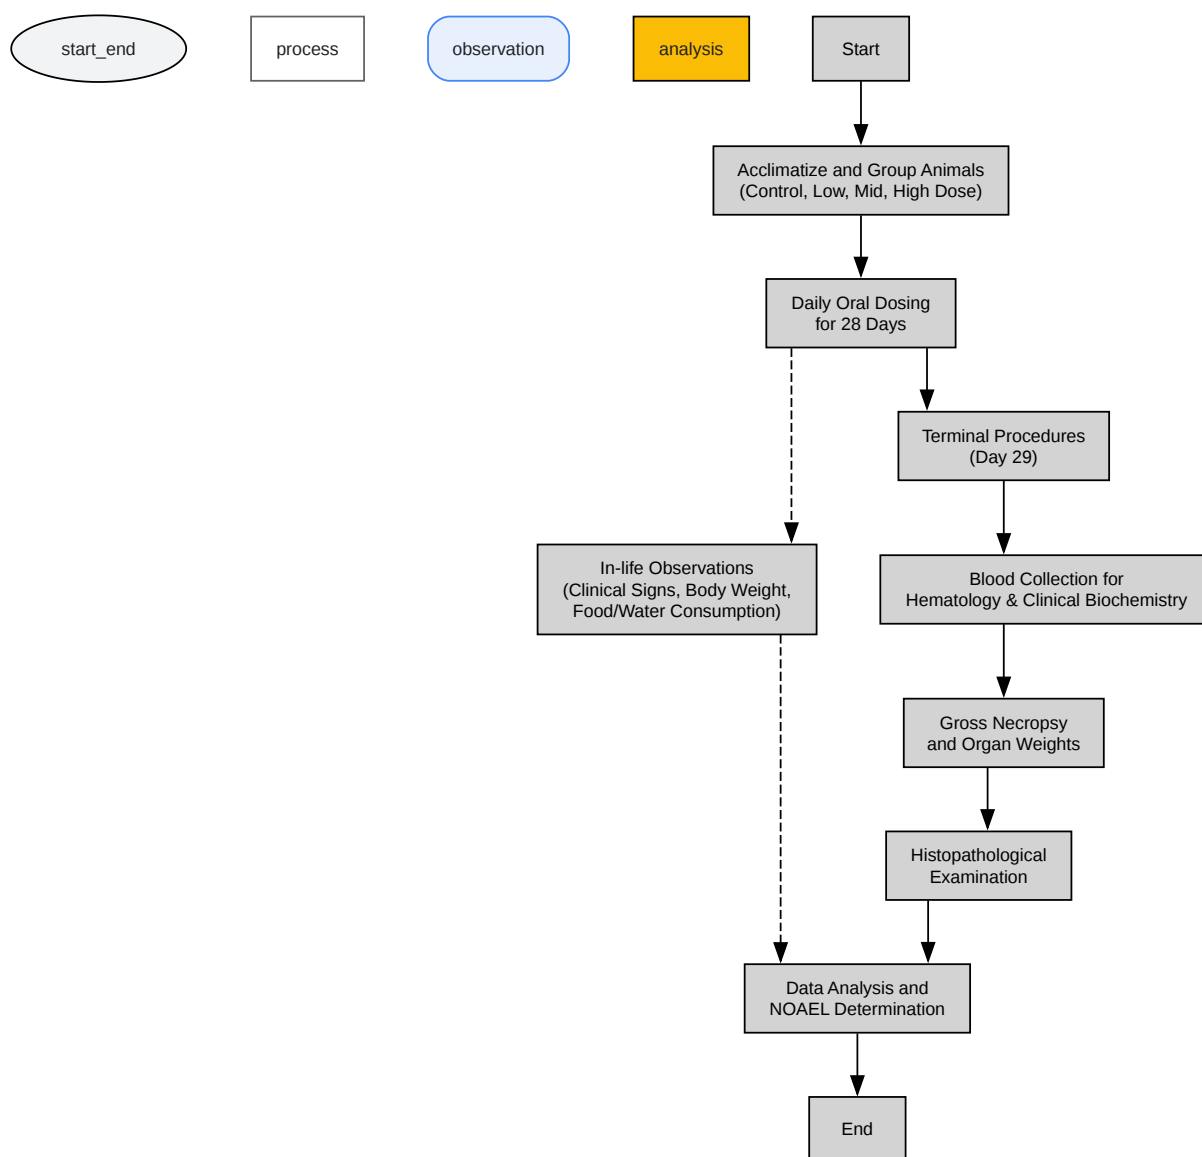 start_end
process
observation
analysis
Start
Acclimatize and Group Animals
(Control, Low, Mid, High Dose)
Daily Oral Dosing
for 28 Days
Terminal Procedures
(Day 29)
In-life Observations
(Clinical Signs, Body Weight,
Food/Water Consumption)
Blood Collection for
Hematology & Clinical Biochemistry
Gross Necropsy
and Organ Weights
Histopathological
Examination
Data Analysis and
NOAEL Determination
End